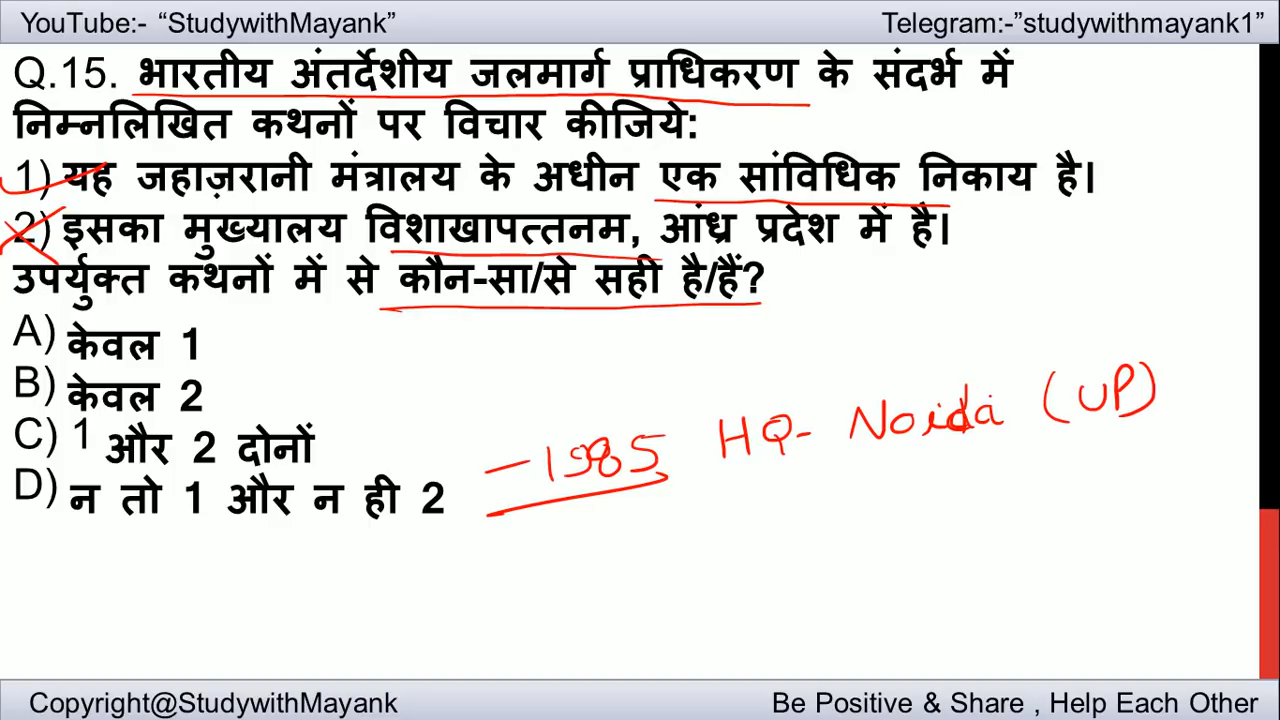 YouTube:- “StudywithMayank”
Telegram:-”studywithmayank1”
Q.15. भारतीय अंतर्देशीय जलमार्ग प्राधिकरण के संदर्भ में
निम्नलिखित कथनों पर विचार कीजिये:
1) यह जहाज़रानी मंत्रालय के अधीन एक सांविधिक निकाय है।
2) इसका मुख्यालय विशाखापत्तनम, आंध्र प्रदेश में है।
उपर्युक्त कथनों में से कौन-सा/से सही है/हैं?
A) केवल 1
B) केवल 2
C) 1 और 2 दोनों
D) न तो 1 और न ही 2
– 1985 HQ- Noida (UP)
Copyright@StudywithMayank
Be Positive & Share , Help Each Other